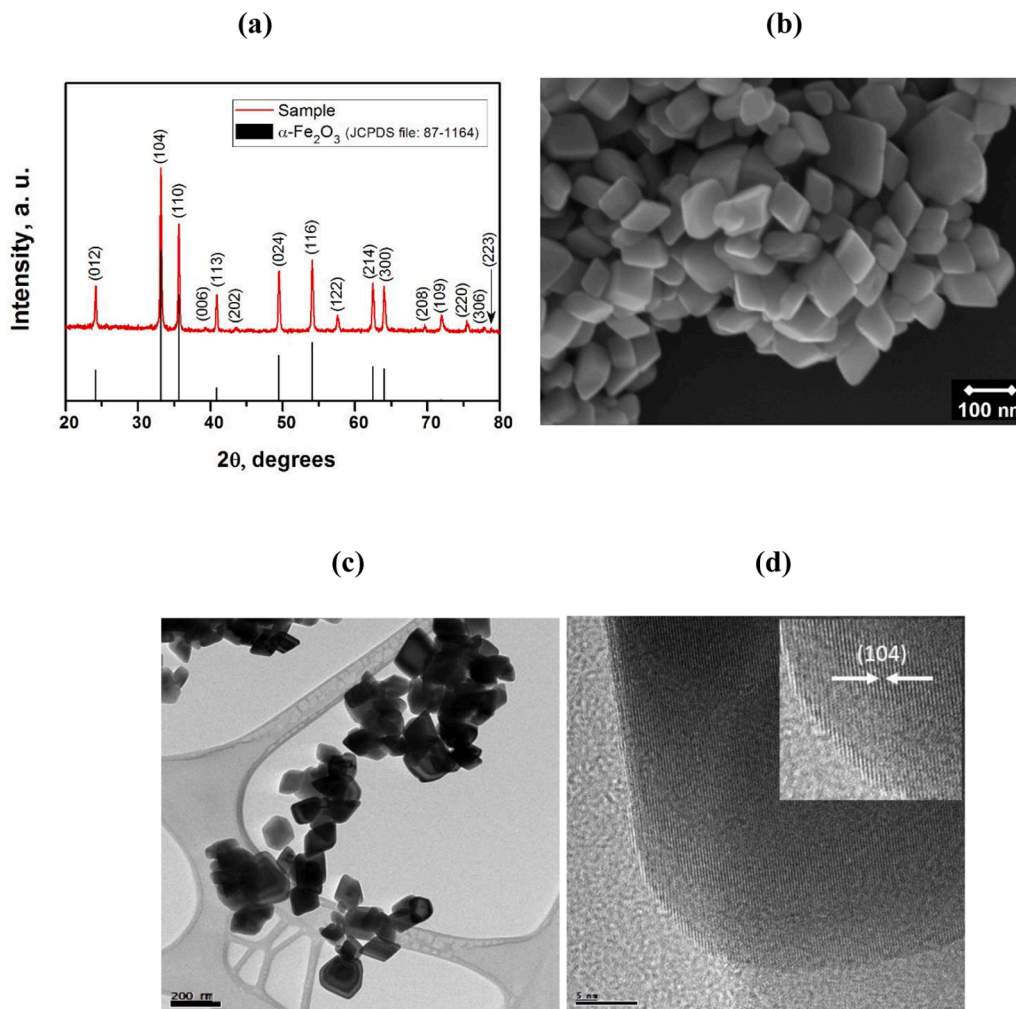 (a)
(b)
Sample
α-Fe₂O₃ (JCPDS file: 87-1164)
Intensity, a. u.
(012)
(104)
(110)
(006)
(113)
(202)
(024)
(116)
(122)
(214)
(300)
(208)
(109)
(220)
(306)
(223)
20
30
40
50
60
70
80
2θ, degrees
100 nm
(c)
(d)
(104)
200 nm
5 nm